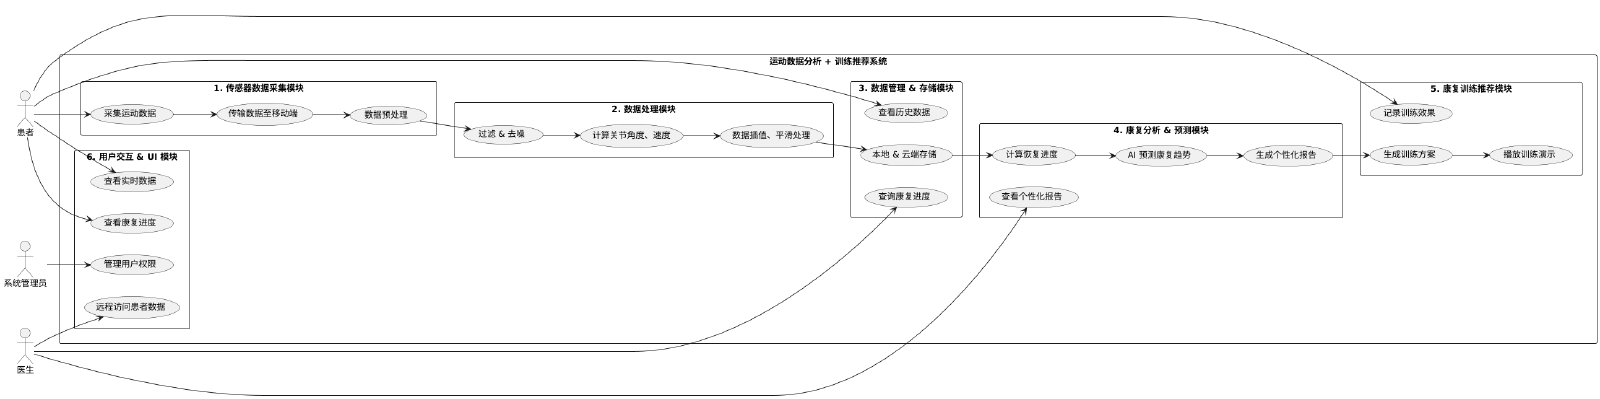 运动数据分析 + 训练推荐系统
1. 传感器数据采集模块
采集运动数据
传输数据至移动端
数据预处理
2. 数据处理模块
过滤 & 去噪
计算关节角度、速度
数据插值、平滑处理
3. 数据管理 & 存储模块
查看历史数据
本地 & 云端存储
查询康复进度
4. 康复分析 & 预测模块
计算恢复进度
AI 预测康复趋势
生成个性化报告
查看个性化报告
5. 康复训练推荐模块
记录训练效果
生成训练方案
播放训练演示
6. 用户交互 & UI 模块
查看实时数据
查看康复进度
管理用户权限
远程访问患者数据
患者
系统管理员
医生